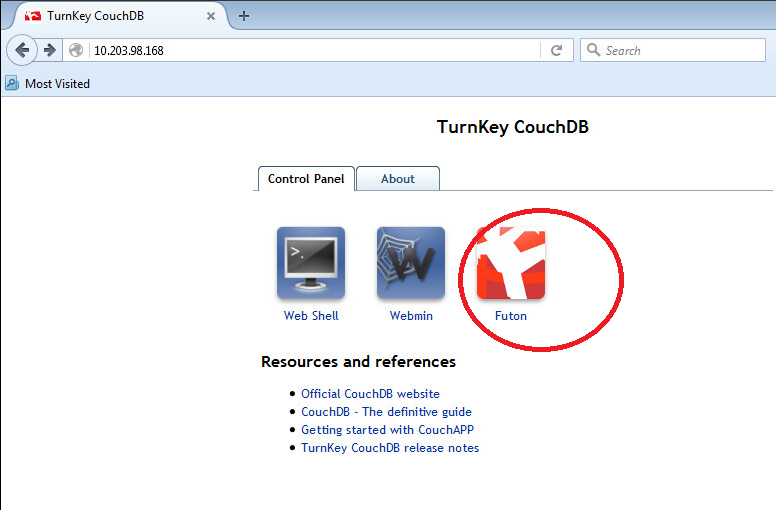 TurnKey CouchDB
10.203.98.168
Search
Most Visited
TurnKey CouchDB
Control Panel
About
>_
W
Web Shell
Webmin
Futon
Resources and references
Official CouchDB website
CouchDB - The definitive guide
Getting started with CouchAPP
TurnKey CouchDB release notes